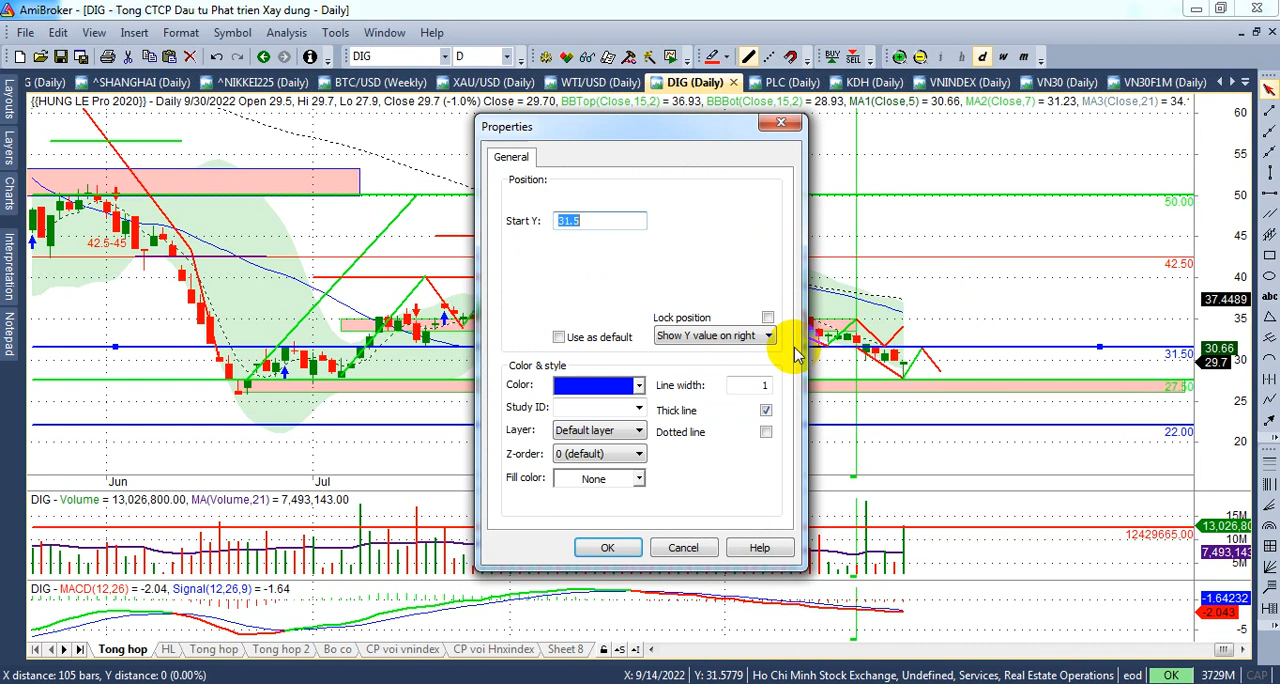 AmiBroker - [DIG - Tong CTCP Dau tu Phat trien Xay dung - Daily]
File Edit View Insert Format Symbol Analysis Tools Window Help
DIG D BUY SELL i h d w m
G (Daily) ^SHANGHAI (Daily) ^NIKKEI225 (Daily) BTC/USD (Weekly) XAU/USD (Daily) WTI/USD (Daily) DIG (Daily) PLC (Daily) KDH (Daily) VNINDEX (Daily) VN30 (Daily) VN30F1M (Daily)
{{HUNG LE Pro 2020}} - Daily 9/30/2022 Open 29.5, Hi 29.7, Lo 27.9, Close 29.7 (-1.0%) Close = 29.70, BBTop(Close,15,2) = 36.93, BBBot(Close,15,2) = 28.93, MA1(Close,5) = 30.66, MA2(Close,7) = 31.23, MA3(Close,21) = 34.
Layouts
Layers
Charts
Interpretation
Notepad
Properties
General
Position:
Start Y: 31.5
Lock position
Use as default
Show Y value on right
Color & style
Color:
Line width: 1
Study ID:
Thick line
Layer: Default layer
Dotted line
Z-order: 0 (default)
Fill color: None
OK Cancel Help
42.5-45
60
55
50
50.00
45
42.50
40
37.4489
35
31.50
30.66
30
29.7
27.50
22.00
20
Jun
Jul
abc
DIG - Volume = 13,026,800.00, MA(Volume,21) = 7,493,143.00
15M
13,026,80
12429665.00
10M
7,493,143
5M
DIG - MACD(12,26) = -2.04, Signal(12,26,9) = -1.64
-1.64232
-2.043
-5
Tong hop HL Tong hop Tong hop 2 Bo co CP voi vnindex CP voi Hnxindex Sheet 8
X distance: 105 bars, Y distance: 0 (0.00%) X: 9/14/2022 Y: 31.5779 Ho Chi Minh Stock Exchange, Undefined, Services, Real Estate Operations eod OK 3729M CAP